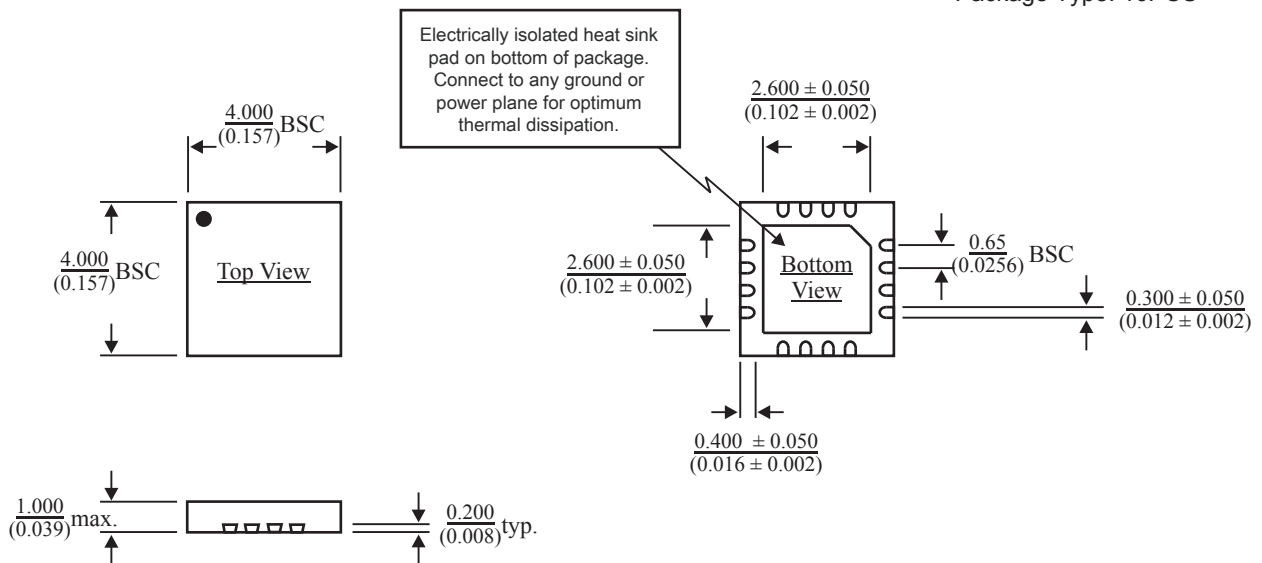 Electrically isolated heat sink
pad on bottom of package.
Connect to any ground or
power plane for optimum
thermal dissipation.
4.000
(0.157)
BSC
2.600 ± 0.050
(0.102 ± 0.002)
4.000
(0.157)
BSC
Top View
2.600 ± 0.050
(0.102 ± 0.002)
Bottom
View
0.65
(0.0256)
BSC
0.300 ± 0.050
(0.012 ± 0.002)
0.400 ± 0.050
(0.016 ± 0.002)
1.000
(0.039)
max.
0.200
(0.008)
typ.